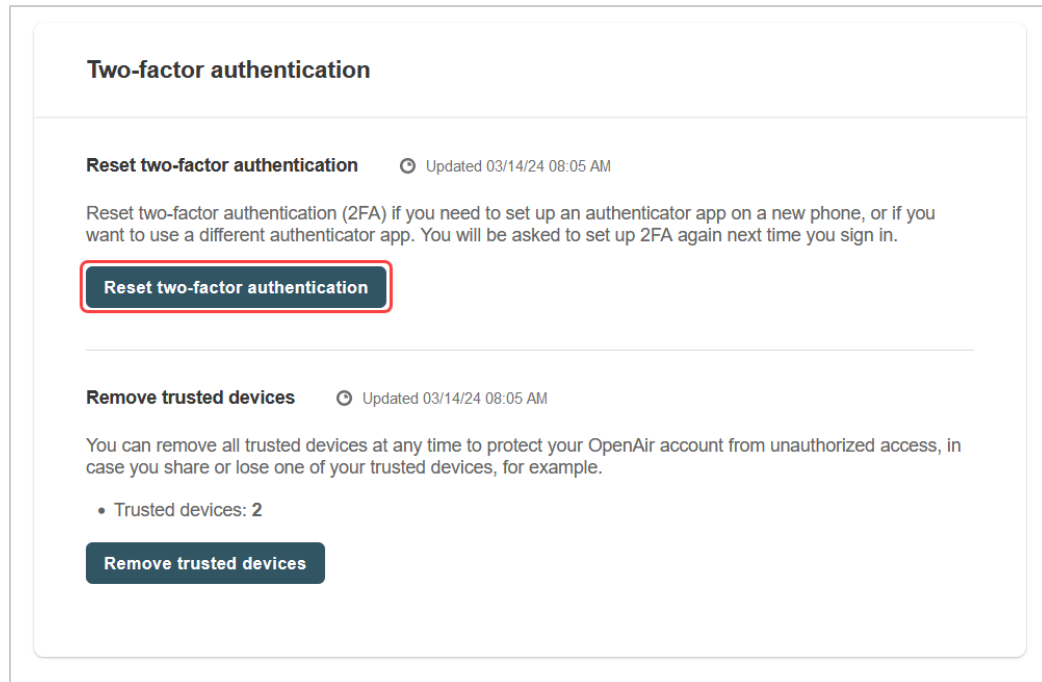 Two-factor authentication
Reset two-factor authentication Updated 03/14/24 08:05 AM
Reset two-factor authentication (2FA) if you need to set up an authenticator app on a new phone, or if you
want to use a different authenticator app. You will be asked to set up 2FA again next time you sign in.
Reset two-factor authentication
Remove trusted devices Updated 03/14/24 08:05 AM
You can remove all trusted devices at any time to protect your OpenAir account from unauthorized access, in
case you share or lose one of your trusted devices, for example.
• Trusted devices: 2
Remove trusted devices